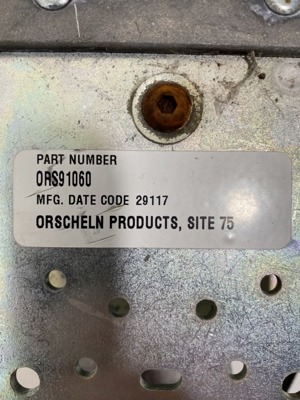 PART NUMBER
ORS91060
MFG. DATE CODE 29117
ORSCHELN PRODUCTS, SITE 75